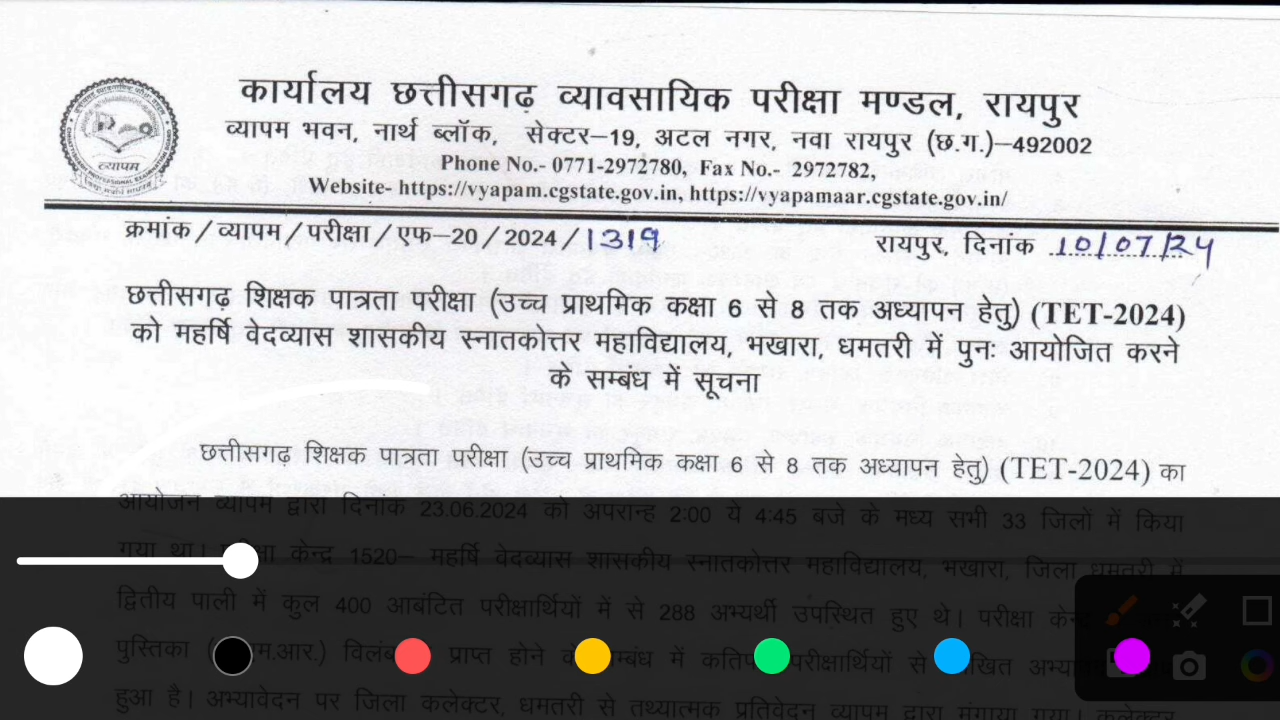 कार्यालय छत्तीसगढ़ व्यावसायिक परीक्षा मण्डल, रायपुर
व्यापम भवन, नार्थ ब्लॉक, सेक्टर–19, अटल नगर, नवा रायपुर (छ.ग.)–492002
Phone No.- 0771-2972780, Fax No.- 2972782,
Website- https://vyapam.cgstate.gov.in, https://vyapamaar.cgstate.gov.in/
व्यापम
क्रमांक / व्यापम / परीक्षा / एफ–20 / 2024 / 1319 रायपुर, दिनांक 10/07/24
छत्तीसगढ़ शिक्षक पात्रता परीक्षा (उच्च प्राथमिक कक्षा 6 से 8 तक अध्यापन हेतु) (TET-2024)
को महर्षि वेदव्यास शासकीय स्नातकोत्तर महाविद्यालय, भखारा, धमतरी में पुनः आयोजित करने
के सम्बंध में सूचना
छत्तीसगढ़ शिक्षक पात्रता परीक्षा (उच्च प्राथमिक कक्षा 6 से 8 तक अध्यापन हेतु) (TET-2024) का
आयोजन व्यापम द्वारा दिनांक 23.06.2024 को अपरान्ह 2:00 ये 4:45 बजे के मध्य सभी 33 जिलों में किया
गया था। केन्द्र 1520– महर्षि वेदव्यास शासकीय स्नातकोत्तर महाविद्यालय, भखारा, जिला धमतरी में
द्वितीय पाली में कुल 400 आबंटित परीक्षार्थियों में से 288 अभ्यर्थी उपस्थित हुए थे। परीक्षा
पुस्तिका प्राप्त होने में परीक्षार्थियों से
हुआ है। अभ्यावेदन पर जिला कलेक्टर, धमतरी से तथ्यात्मक प्रतिवेदन व्यापम द्वारा मंगाया गया। कलेक्टर